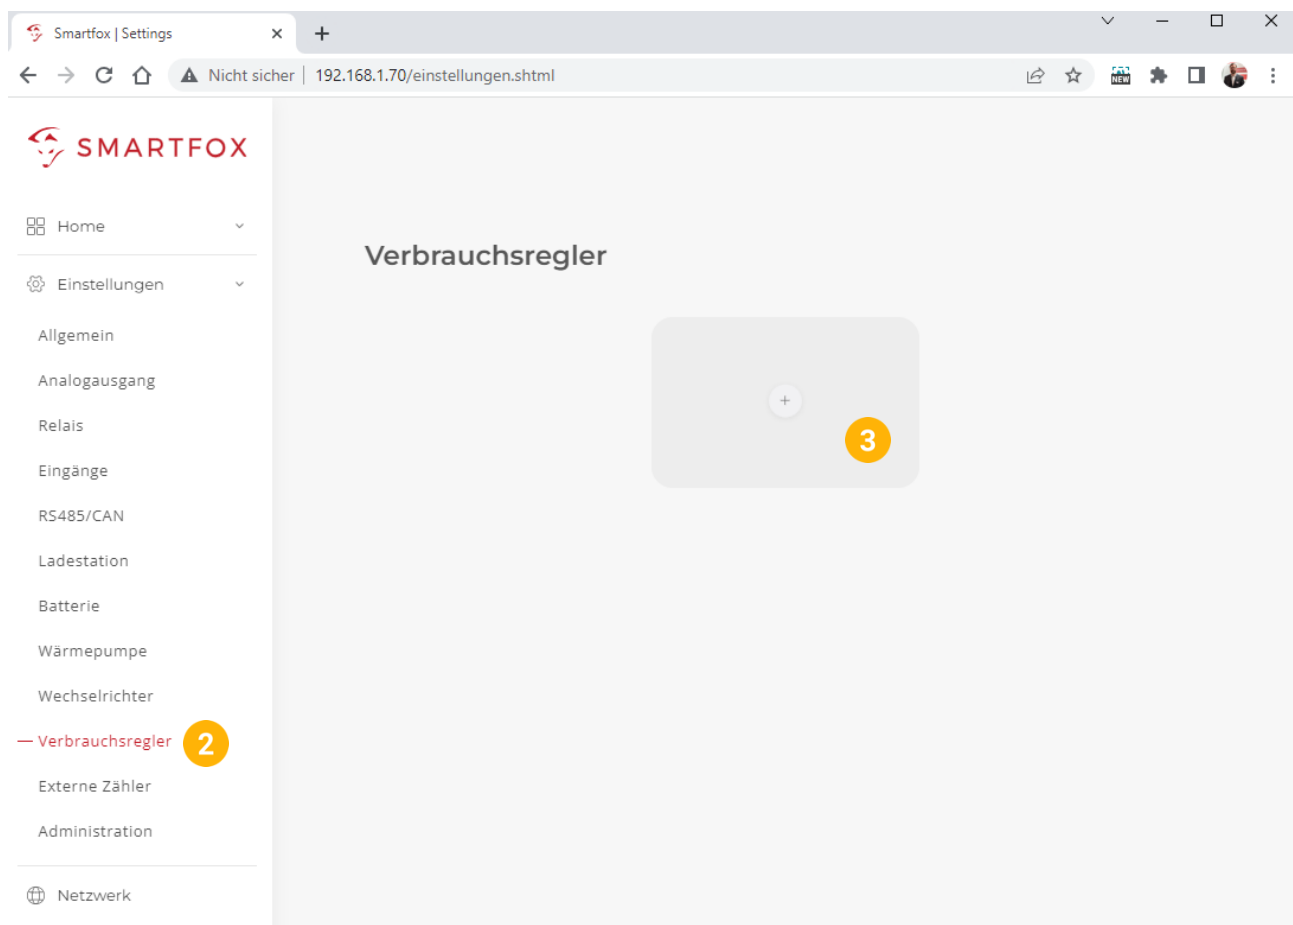 Smartfox | Settings
Nicht sicher | 192.168.1.70/einstellungen.shtml
NEW
SMARTFOX
Home
Verbrauchsregler
Einstellungen
Allgemein
Analogausgang
Relais
3
Eingänge
RS485/CAN
Ladestation
Batterie
Wärmepumpe
Wechselrichter
Verbrauchsregler 2
Externe Zähler
Administration
Netzwerk